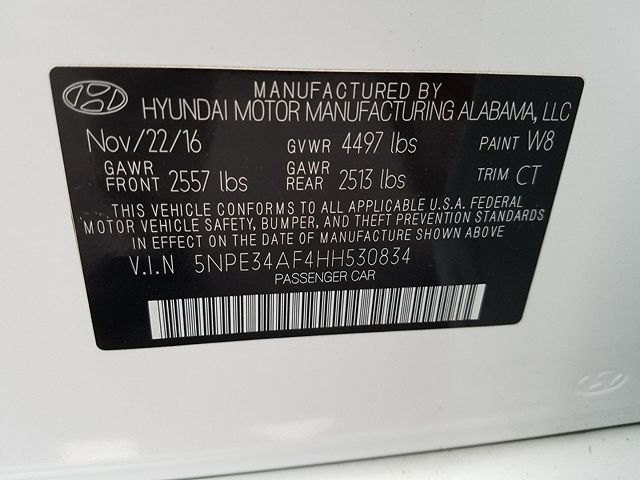 MANUFACTURED BY
HYUNDAI MOTOR MANUFACTURING ALABAMA, LLC
Nov/22/16 GVWR 4497 lbs PAINT W8
GAWR FRONT 2557 lbs GAWR REAR 2513 lbs TRIM CT
THIS VEHICLE CONFORMS TO ALL APPLICABLE U.S.A. FEDERAL
MOTOR VEHICLE SAFETY, BUMPER, AND THEFT PREVENTION STANDARDS
IN EFFECT ON THE DATE OF MANUFACTURE SHOWN ABOVE
V.I.N 5NPE34AF4HH530834
PASSENGER CAR